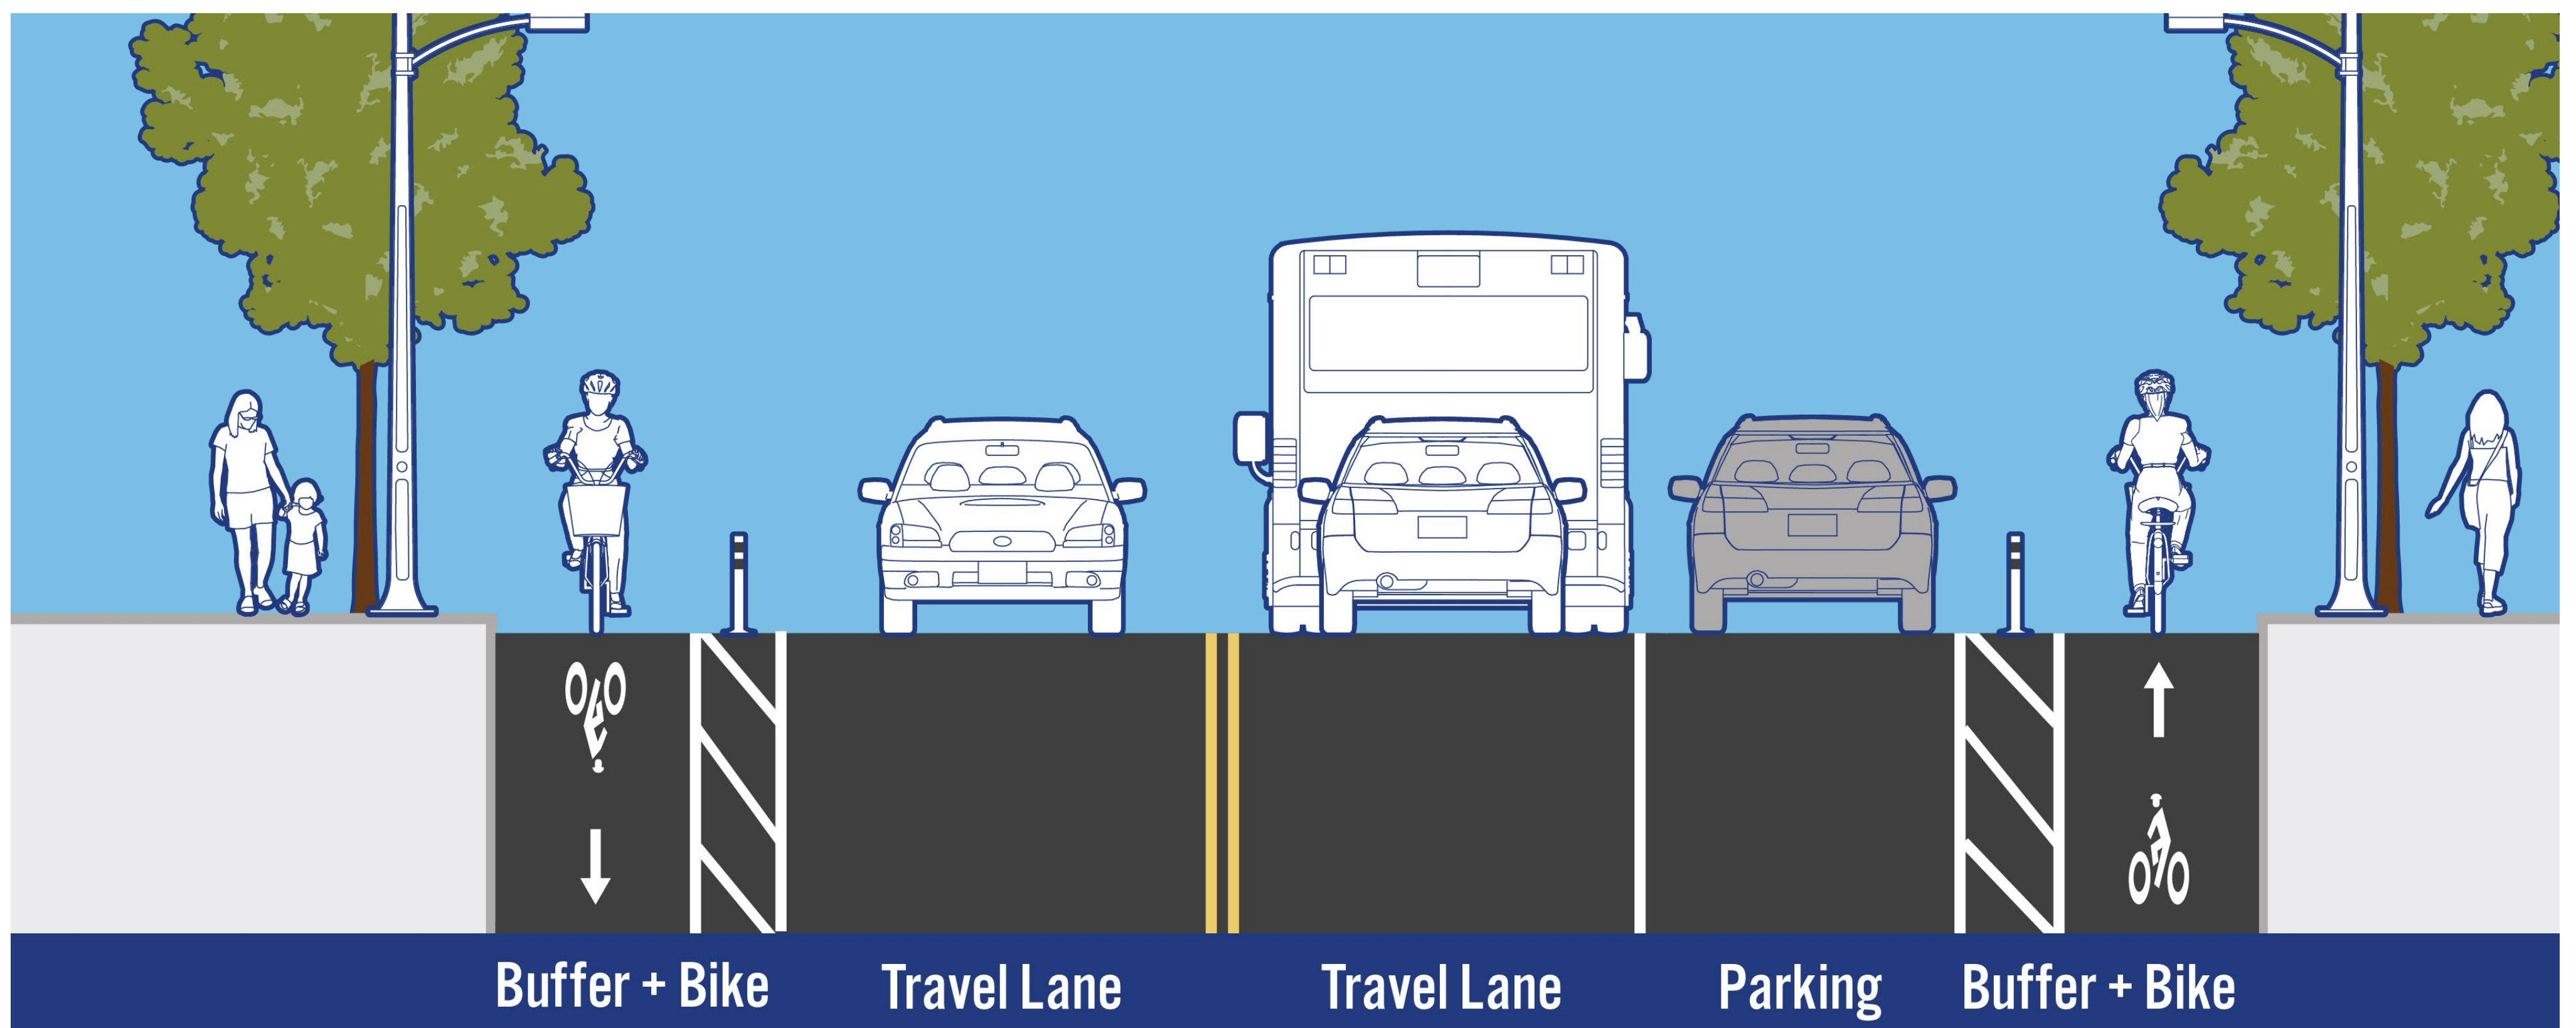 Buffer + Bike
Travel Lane
Travel Lane
Parking
Buffer + Bike